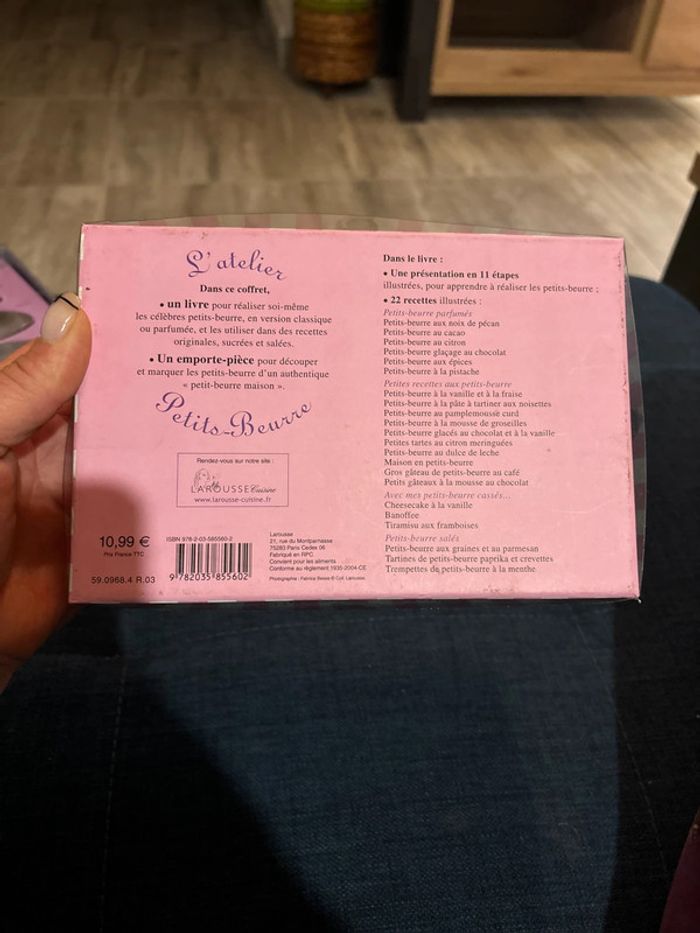 L'atelier
Dans ce coffret,
• un livre pour réaliser soi-même
les célèbres petits-beurre, en version classique
ou parfumée, et les utiliser dans des recettes
originales, sucrées et salées.
• Un emporte-pièce pour découper
et marquer les petits-beurre d'un authentique
« petit-beurre maison ».
Petits-Beurre
Rendez-vous sur notre site :
LAROUSSE Cuisine
www.larousse-cuisine.fr
10,99 €
Prix France TTC
59.0968.4 R.03
ISBN 978-2-03-585560-2
9 782035 855602
Larousse
21, rue du Montparnasse
75283 Paris Cedex 06
Fabriqué en RPC
Convient pour les aliments
Conforme au règlement 1935-2004-CE
Photographie : Fabrice Besse © Coll. Larousse.
Dans le livre :
• Une présentation en 11 étapes
illustrées, pour apprendre à réaliser les petits-beurre ;
• 22 recettes illustrées :
Petits-beurre parfumés
Petits-beurre aux noix de pécan
Petits-beurre au cacao
Petits-beurre au citron
Petits-beurre glaçage au chocolat
Petits-beurre aux épices
Petits-beurre à la pistache
Petites recettes aux petits-beurre
Petits-beurre à la vanille et à la fraise
Petits-beurre à la pâte à tartiner aux noisettes
Petits-beurre au pamplemousse curd
Petits-beurre à la mousse de groseilles
Petits-beurre glacés au chocolat et à la vanille
Petites tartes au citron meringuées
Petits-beurre au dulce de leche
Maison en petits-beurre
Gros gâteau de petits-beurre au café
Petits gâteaux à la mousse au chocolat
Avec mes petits-beurre cassés...
Cheesecake à la vanille
Banoffee
Tiramisu aux framboises
Petits-beurre salés
Petits-beurre aux graines et au parmesan
Tartines de petits-beurre paprika et crevettes
Trempettes de petits-beurre à la menthe